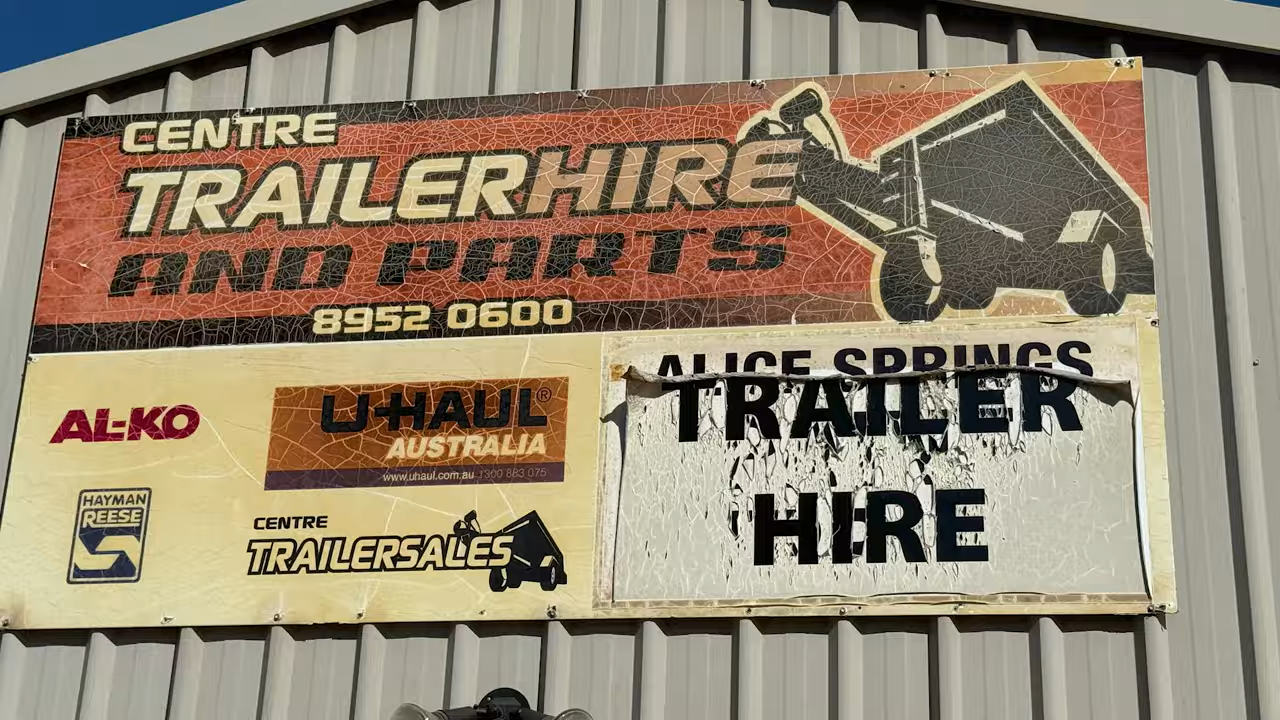 CENTRE
TRAILERHIRE
AND PARTS
8952 0600
AL-KO
U-HAUL®
AUSTRALIA
www.uhaul.com.au 1300 883 075
HAYMAN
REESE
CENTRE
TRAILERSALES
ALICE SPRINGS
TRAILER
HIRE